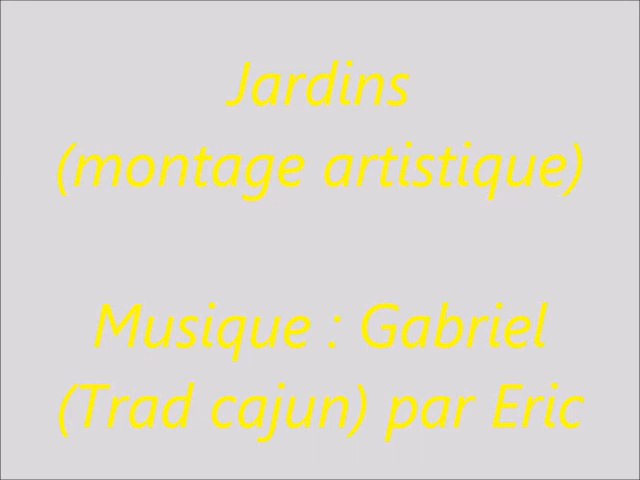 Jardins
(montage artistique)
Musique : Gabriel
(Trad cajun) par Eric